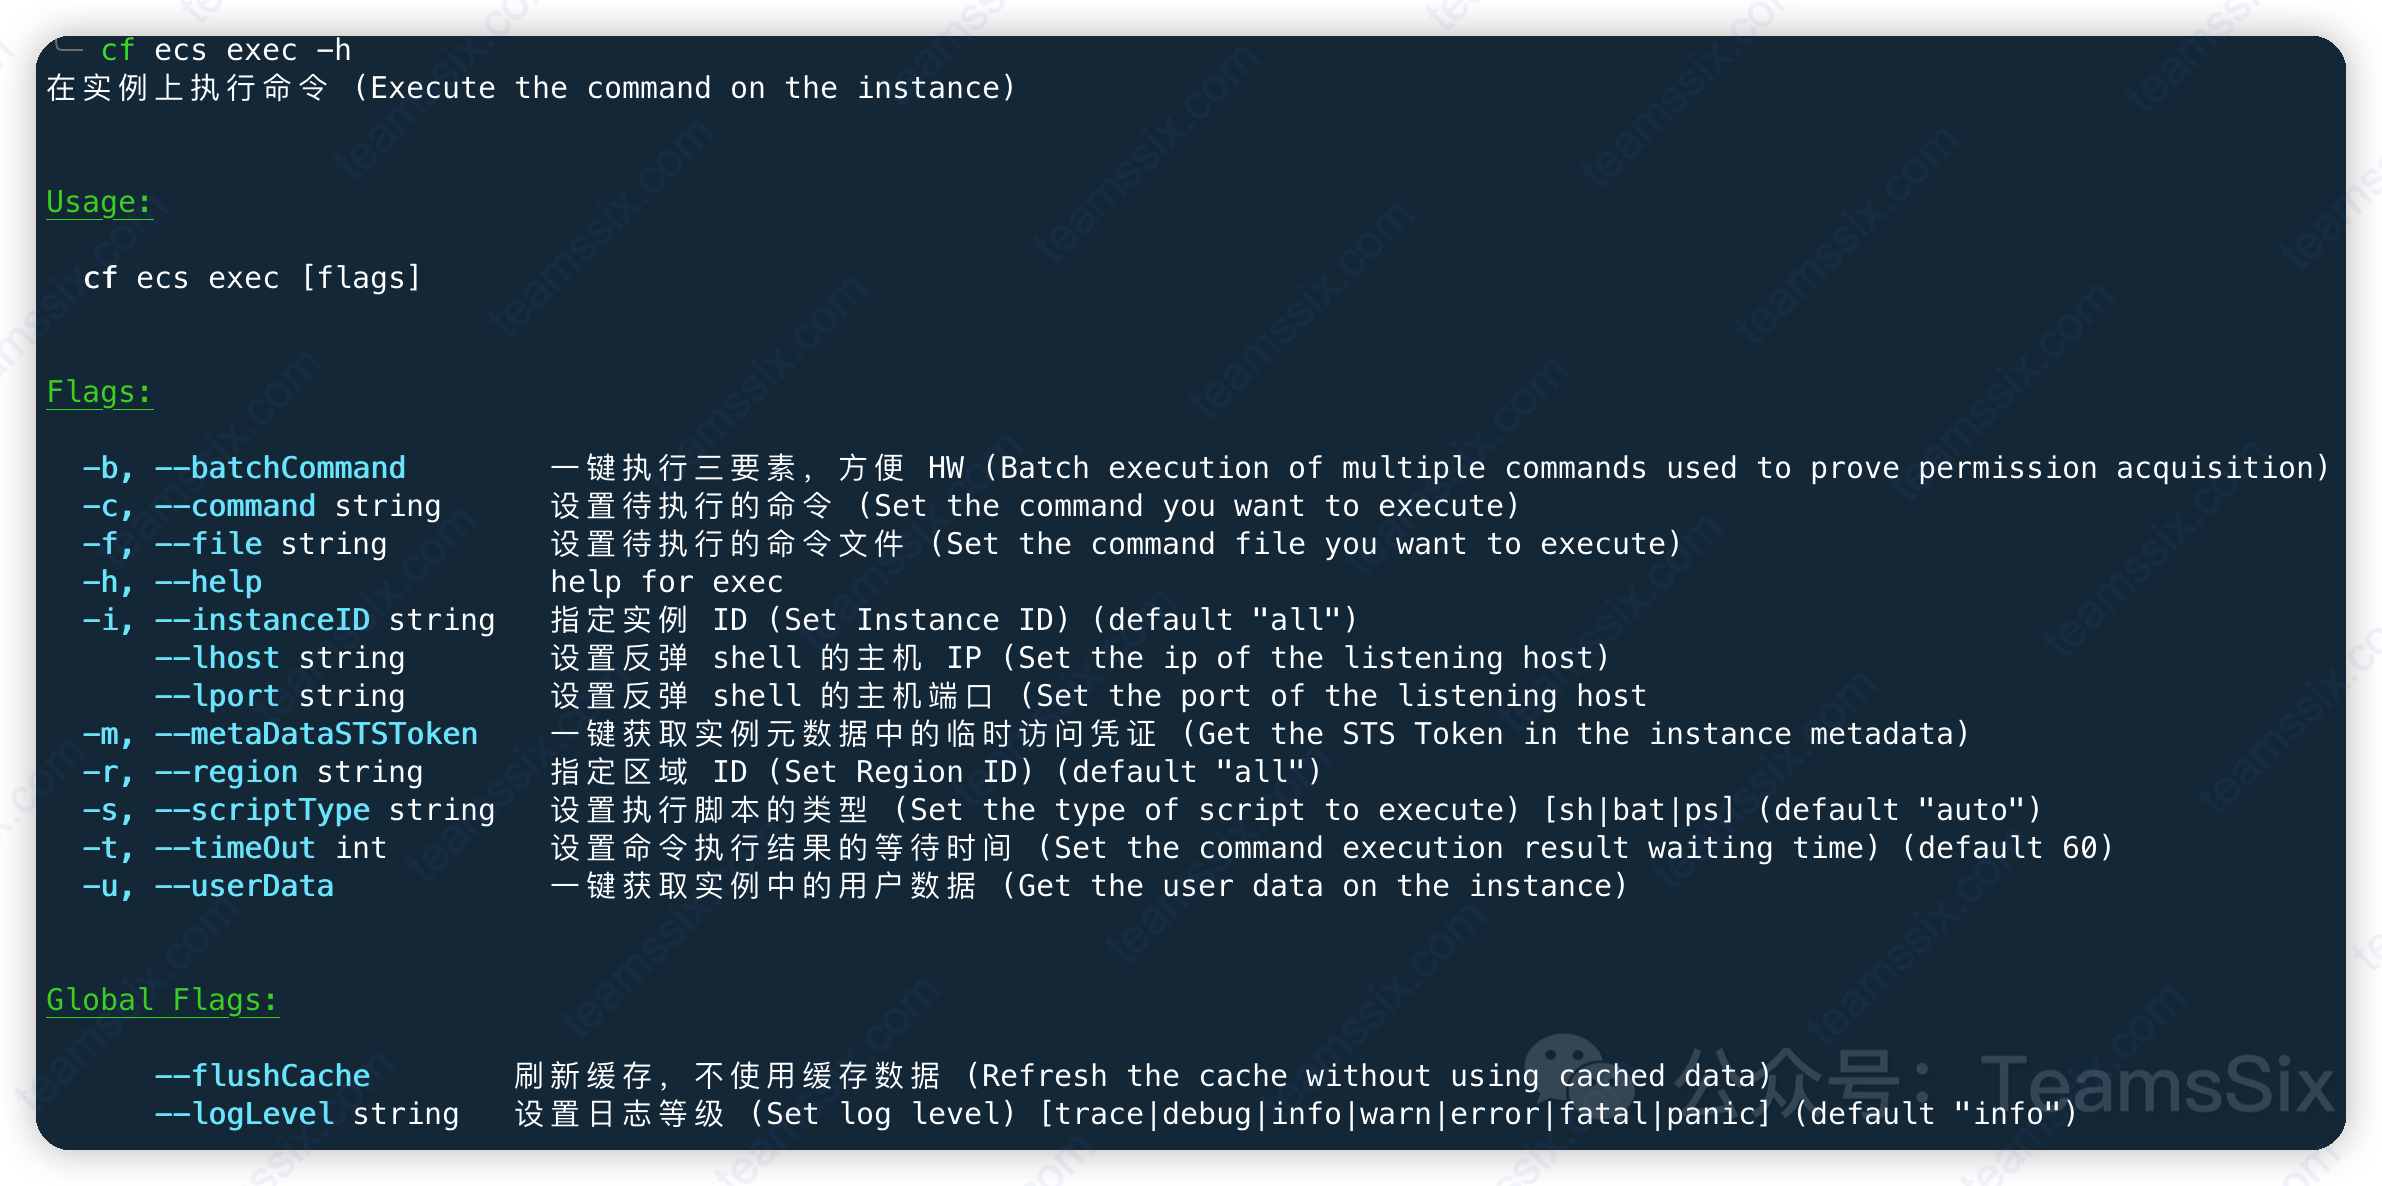 cf ecs exec -h
在实例上执行命令 (Execute the command on the instance)
Usage:
cf ecs exec [flags]
Flags:
-b, --batchCommand 一键执行三要素，方便 HW (Batch execution of multiple commands used to prove permission acquisition)
-c, --command string 设置待执行的命令 (Set the command you want to execute)
-f, --file string 设置待执行的命令文件 (Set the command file you want to execute)
-h, --help help for exec
-i, --instanceID string 指定实例 ID (Set Instance ID) (default "all")
--lhost string 设置反弹 shell 的主机 IP (Set the ip of the listening host)
--lport string 设置反弹 shell 的主机端口 (Set the port of the listening host
-m, --metaDataSTSToken 一键获取实例元数据中的临时访问凭证 (Get the STS Token in the instance metadata)
-r, --region string 指定区域 ID (Set Region ID) (default "all")
-s, --scriptType string 设置执行脚本的类型 (Set the type of script to execute) [sh|bat|ps] (default "auto")
-t, --timeOut int 设置命令执行结果的等待时间 (Set the command execution result waiting time) (default 60)
-u, --userData 一键获取实例中的用户数据 (Get the user data on the instance)
Global Flags:
--flushCache 刷新缓存，不使用缓存数据 (Refresh the cache without using cached data)
--logLevel string 设置日志等级 (Set log level) [trace|debug|info|warn|error|fatal|panic] (default "info")
公众号：TeamsSix
teamssix.com